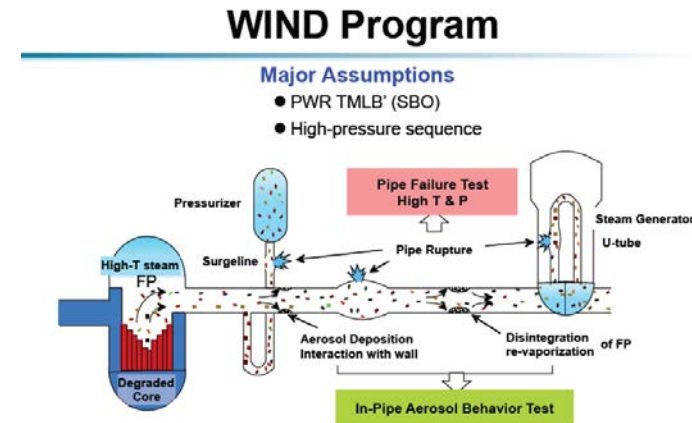 WIND Program
Major Assumptions
● PWR TMLB' (SBO)
● High-pressure sequence
Pipe Failure Test
High T & P
Pressurizer
Steam Generator
U-tube
Pipe Rupture
Surgeline
High-T steam
FP
Aerosol Deposition
Interaction with wall
Disintegration
re-vaporization of FP
Degraded
Core
In-Pipe Aerosol Behavior Test